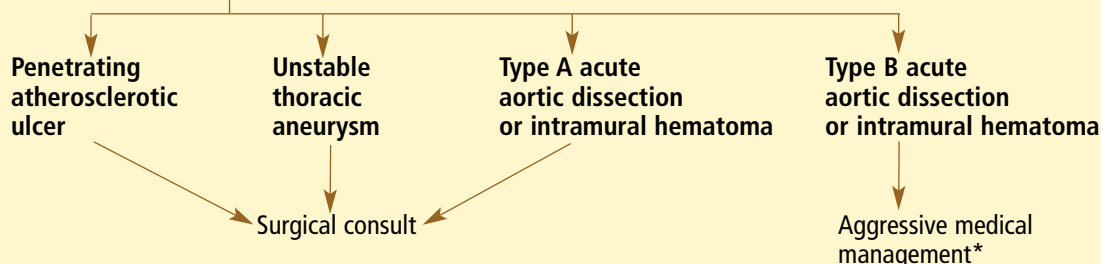 Penetrating
atherosclerotic
ulcer
Unstable
thoracic
aneurysm
Type A acute
aortic dissection
or intramural hematoma
Type B acute
aortic dissection
or intramural hematoma
Surgical consult
Aggressive medical
management*